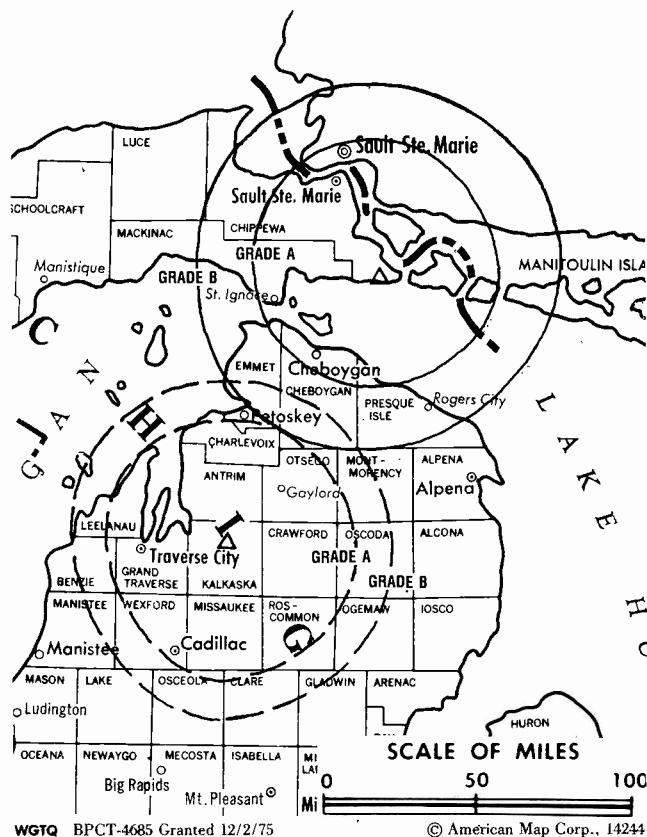 LUCE
Sault Ste. Marie
Sault Ste. Marie
SCHOOLCRAFT
MACKINAC
CHIPPEWA
GRADE A
MANITOULIN ISLA
Manistique
GRADE B
St. Ignace
C
EMMET
Cheboygan
CHEBOYGAN
PRESQUE
ISLE
Rogers City
H
Petoskey
CHARLEVOIX
L
G A N
LAKE
OTSEGO
MONT-
MORENCY
ALPENA
ANTRIM
Gaylord
Alpena
LEELANAU
I
CRAWFORD
OSCODA
ALCONA
Traverse City
GRADE A
BENZIE
GRAND
TRAVERSE
KALKASKA
GRADE B
MANISTEE
WEXFORD
MISSAUKEE
ROS-
COMMON
OGEMAW
IOSCO
H
G
Manistee
Cadillac
MASON
LAKE
OSCEOLA
CLARE
GLADWIN
ARENAC
Ludington
HURON
OCEANA
NEWAYGO
MECOSTA
ISABELLA
SCALE OF MILES
Big Rapids
Mt. Pleasant
0 50 100
Mi
WGTQ BPCT-4685 Granted 12/2/75
© American Map Corp., 14244